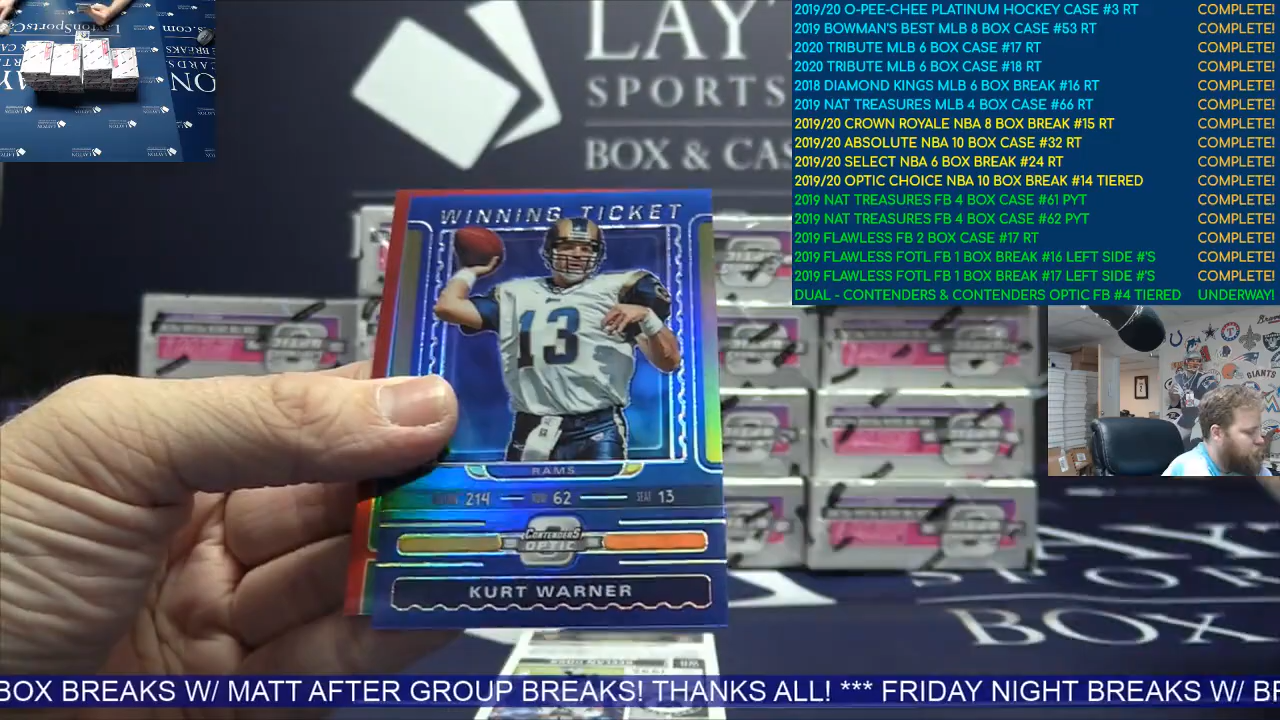 2019/20 O-PEE-CHEE PLATINUM HOCKEY CASE #3 RT COMPLETE!
2019 BOWMAN'S BEST MLB 8 BOX CASE #53 RT COMPLETE!
2020 TRIBUTE MLB 6 BOX CASE #17 RT COMPLETE!
2020 TRIBUTE MLB 6 BOX CASE #18 RT COMPLETE!
2018 DIAMOND KINGS MLB 6 BOX BREAK #16 RT COMPLETE!
2019 NAT TREASURES MLB 4 BOX CASE #66 RT COMPLETE!
2019/20 CROWN ROYALE NBA 8 BOX BREAK #15 RT COMPLETE!
2019/20 ABSOLUTE NBA 10 BOX CASE #32 RT COMPLETE!
2019/20 SELECT NBA 6 BOX BREAK #24 RT COMPLETE!
2019/20 OPTIC CHOICE NBA 10 BOX BREAK #14 TIERED COMPLETE!
2019 NAT TREASURES FB 4 BOX CASE #61 PYT COMPLETE!
2019 NAT TREASURES FB 4 BOX CASE #62 PYT COMPLETE!
2019 FLAWLESS FB 2 BOX CASE #17 RT COMPLETE!
2019 FLAWLESS FOTL FB 1 BOX BREAK #16 LEFT SIDE #'S COMPLETE!
2019 FLAWLESS FOTL FB 1 BOX BREAK #17 LEFT SIDE #'S COMPLETE!
DUAL - CONTENDERS & CONTENDERS OPTIC FB #4 TIERED UNDERWAY!
LAY
SPORTS
BOX & CAS
WINNING TICKET
13
RAMS
214 62 SEAT 13
CONTENDERS
OPTIC
KURT WARNER
GIANTS
BOX
BOX BREAKS W/ MATT AFTER GROUP BREAKS! THANKS ALL! *** FRIDAY NIGHT BREAKS W/ BR